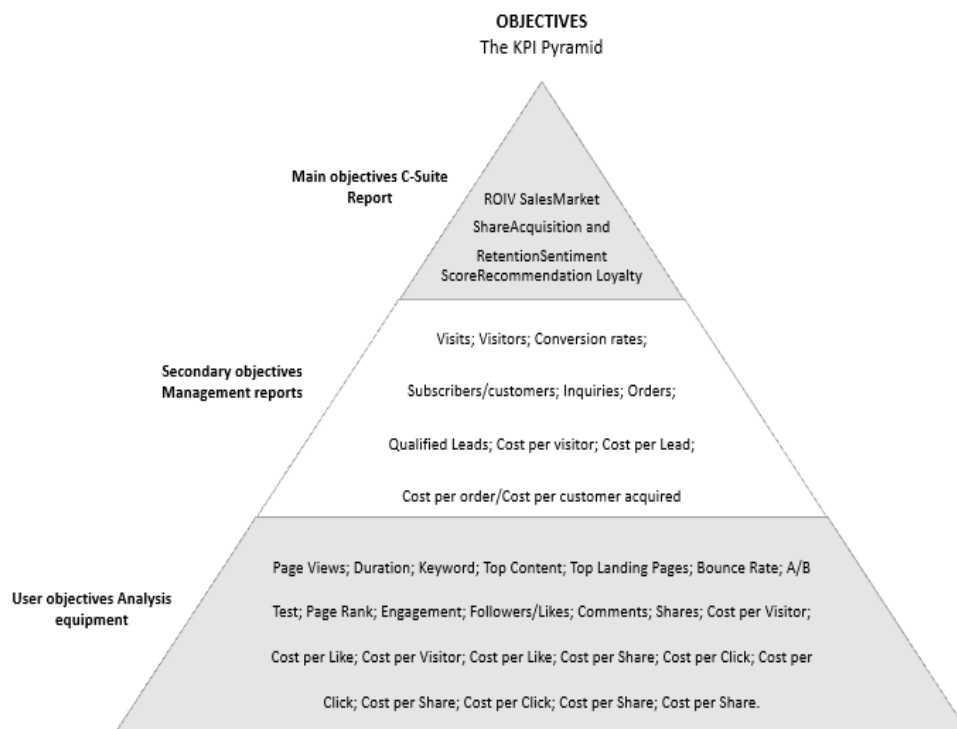 OBJECTIVES
The KPI Pyramid
Main objectives C-Suite
Report
ROIV SalesMarket
ShareAcquisition and
RetentionSentiment
ScoreRecommendation Loyalty
Secondary objectives
Management reports
Visits; Visitors; Conversion rates;
Subscribers/customers; Inquiries; Orders;
Qualified Leads; Cost per visitor; Cost per Lead;
Cost per order/Cost per customer acquired
User objectives Analysis
equipment
Page Views; Duration; Keyword; Top Content; Top Landing Pages; Bounce Rate; A/B
Test; Page Rank; Engagement; Followers/Likes; Comments; Shares; Cost per Visitor;
Cost per Like; Cost per Visitor; Cost per Like; Cost per Share; Cost per Click; Cost per
Click; Cost per Share; Cost per Click; Cost per Share; Cost per Share.